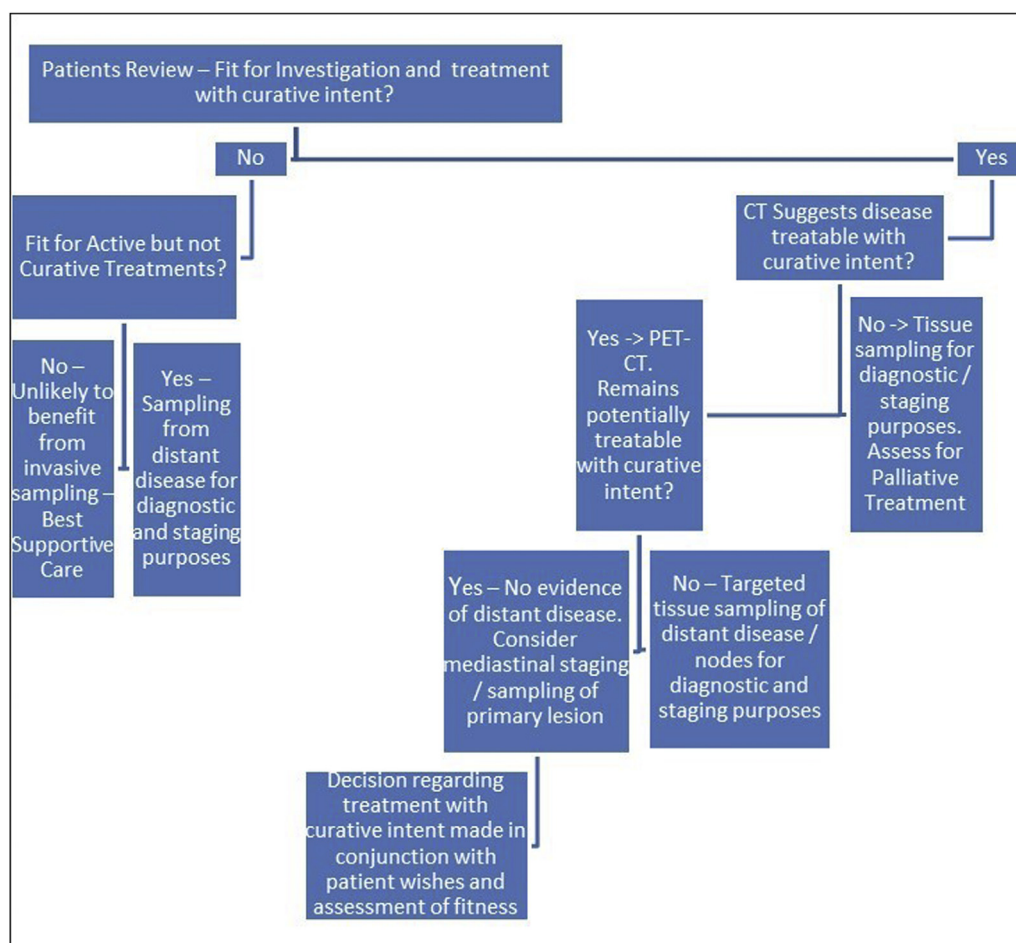 Patients Review – Fit for Investigation and treatment
with curative intent?
No
Yes
Fit for Active but not
Curative Treatments?
CT Suggests disease
treatable with
curative intent?
No –
Unlikely to
benefit
from
invasive
sampling –
Best
Supportive
Care
Yes –
Sampling
from
distant
disease for
diagnostic
and staging
purposes
Yes -> PET-
CT.
Remains
potentially
treatable
with curative
intent?
No -> Tissue
sampling for
diagnostic /
staging
purposes.
Assess for
Palliative
Treatment
Yes – No evidence
of distant disease.
Consider
mediastinal staging
/ sampling of
primary lesion
No – Targeted
tissue sampling of
distant disease /
nodes for
diagnostic and
staging purposes
Decision regarding
treatment with
curative intent made in
conjunction with
patient wishes and
assessment of fitness